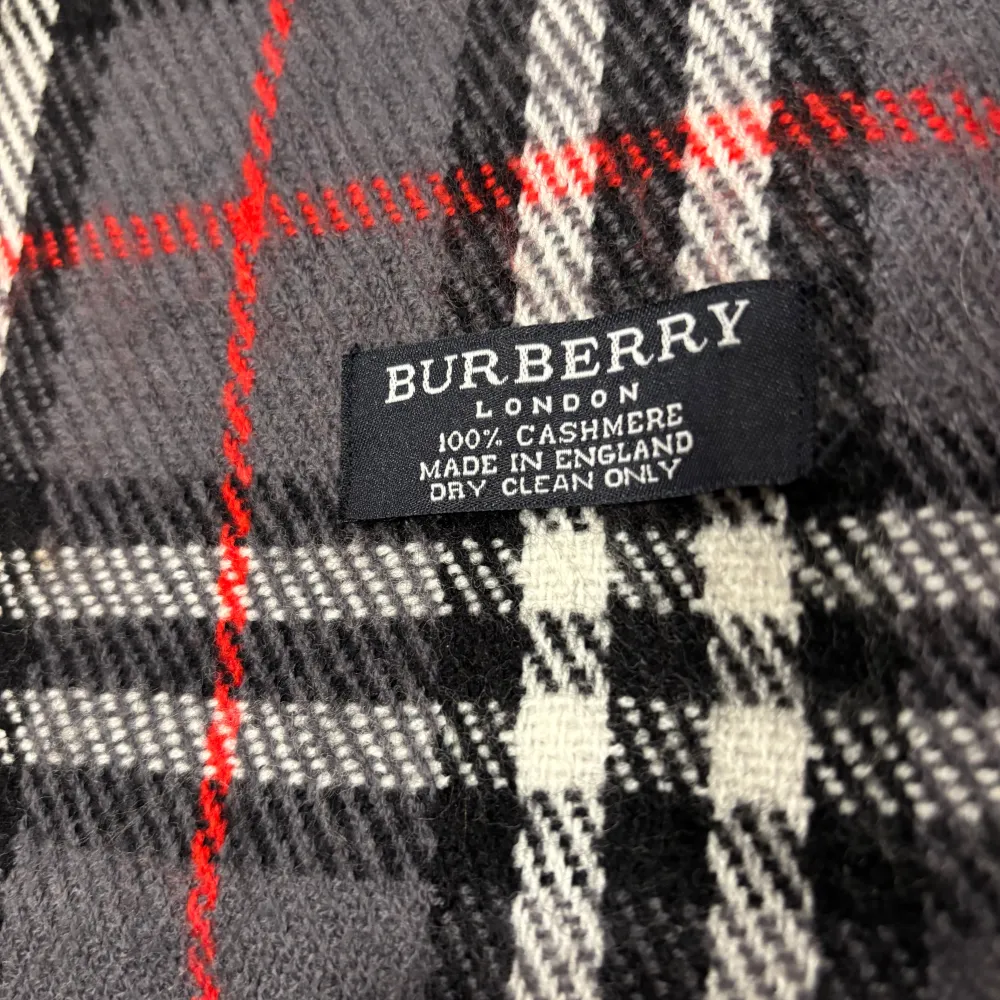 BURBERRY
LONDON
100% CASHMERE
MADE IN ENGLAND
DRY CLEAN ONLY